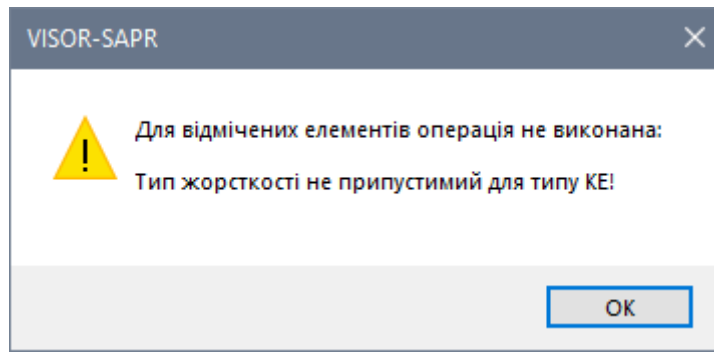 VISOR-SAPR
Для відмічених елементів операція не виконана:
Тип жорсткості не припустимий для типу КЕ!
OK